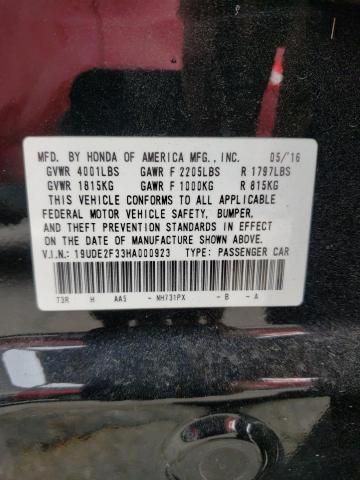 MFD. BY HONDA OF AMERICA MFG., INC. 05/16
GVWR 4001LBS GAWR F 2205LBS R 1797LBS
GVWR 1815KG GAWR F 1000KG R 815KG
THIS VEHICLE CONFORMS TO ALL APPLICABLE
FEDERAL MOTOR VEHICLE SAFETY, BUMPER,
AND THEFT PREVENTION STANDARDS IN EFFECT
ON THE DATE OF MANUFACTURE SHOWN ABOVE.
V.I.N.: 19UDE2F33HA000923 TYPE: PASSENGER CAR
T3R H AA5 - NH731PX - B - A